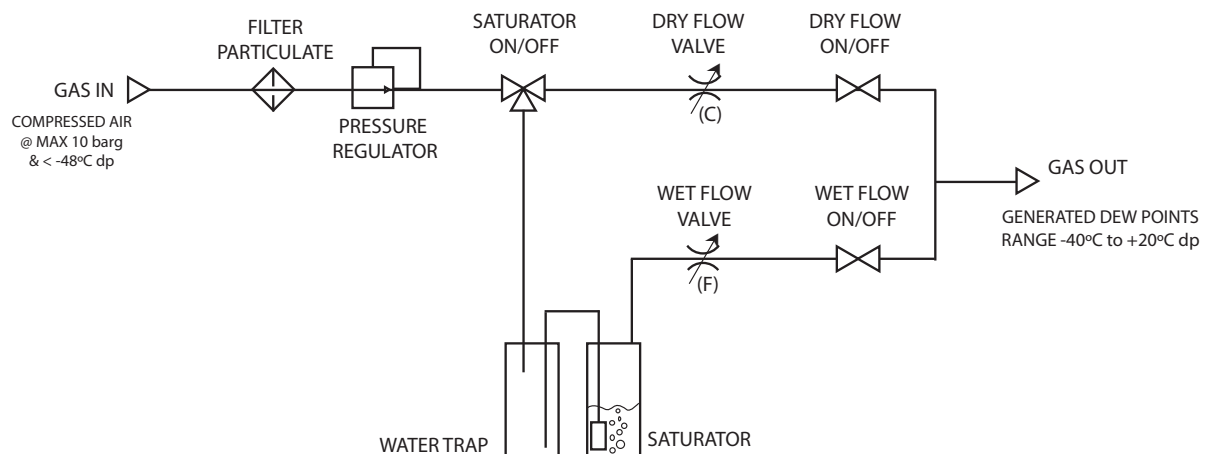 FILTER
PARTICULATE
SATURATOR
ON/OFF
DRY FLOW
VALVE
DRY FLOW
ON/OFF
GAS IN
COMPRESSED AIR
@ MAX 10 barg
& < -48ºC dp
PRESSURE
REGULATOR
(C)
WET FLOW
VALVE
WET FLOW
ON/OFF
GAS OUT
GENERATED DEW POINTS
RANGE -40ºC to +20ºC dp
(F)
WATER TRAP
SATURATOR